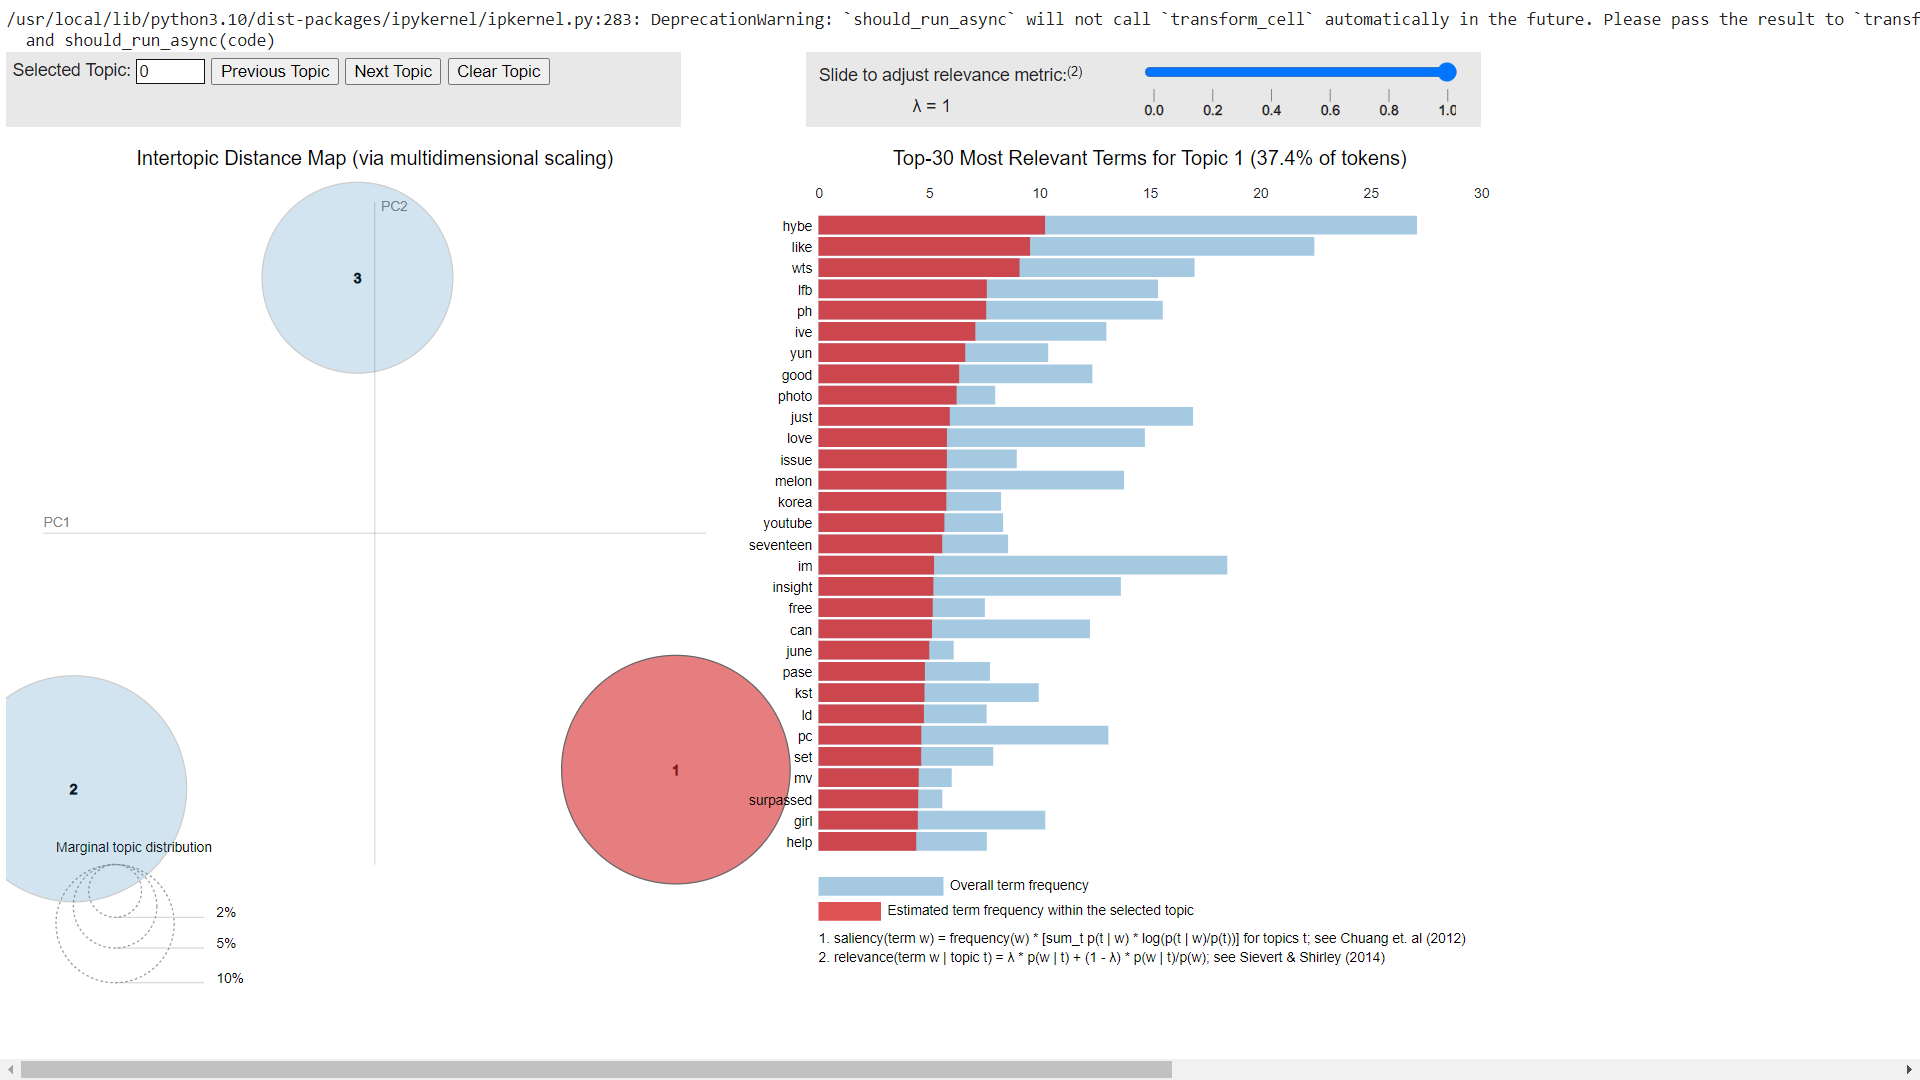 /usr/local/lib/python3.10/dist-packages/ipykernel/ipkernel.py:283: DeprecationWarning: `should_run_async` will not call `transform_cell` automatically in the future. Please pass the result to `transf
and should_run_async(code)
Selected Topic: 0 Previous Topic Next Topic Clear Topic
Slide to adjust relevance metric:(2)
λ = 1
0.0 0.2 0.4 0.6 0.8 1.0
Intertopic Distance Map (via multidimensional scaling)
PC2
3
PC1
1
2
Marginal topic distribution
2%
5%
10%
Top-30 Most Relevant Terms for Topic 1 (37.4% of tokens)
0 5 10 15 20 25 30
hybe
like
wts
lfb
ph
ive
yun
good
photo
just
love
issue
melon
korea
youtube
seventeen
im
insight
free
can
june
pase
kst
ld
pc
set
mv
surpassed
girl
help
Overall term frequency
Estimated term frequency within the selected topic
1. saliency(term w) = frequency(w) * [sum_t p(t | w) * log(p(t | w)/p(t))] for topics t; see Chuang et. al (2012)
2. relevance(term w | topic t) = λ * p(w | t) + (1 - λ) * p(w | t)/p(w); see Sievert & Shirley (2014)